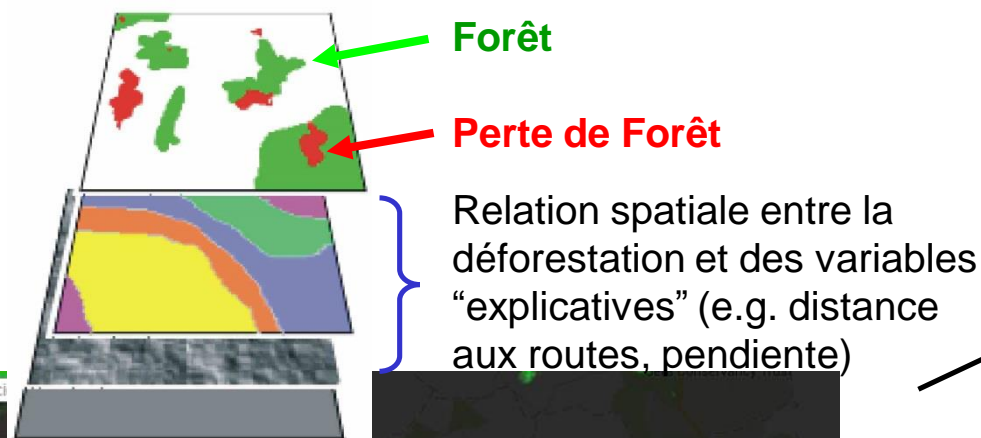 Forêt
Perte de Forêt
Relation spatiale entre la
déforestation et des variables
“explicatives” (e.g. distance
aux routes, pendiente)